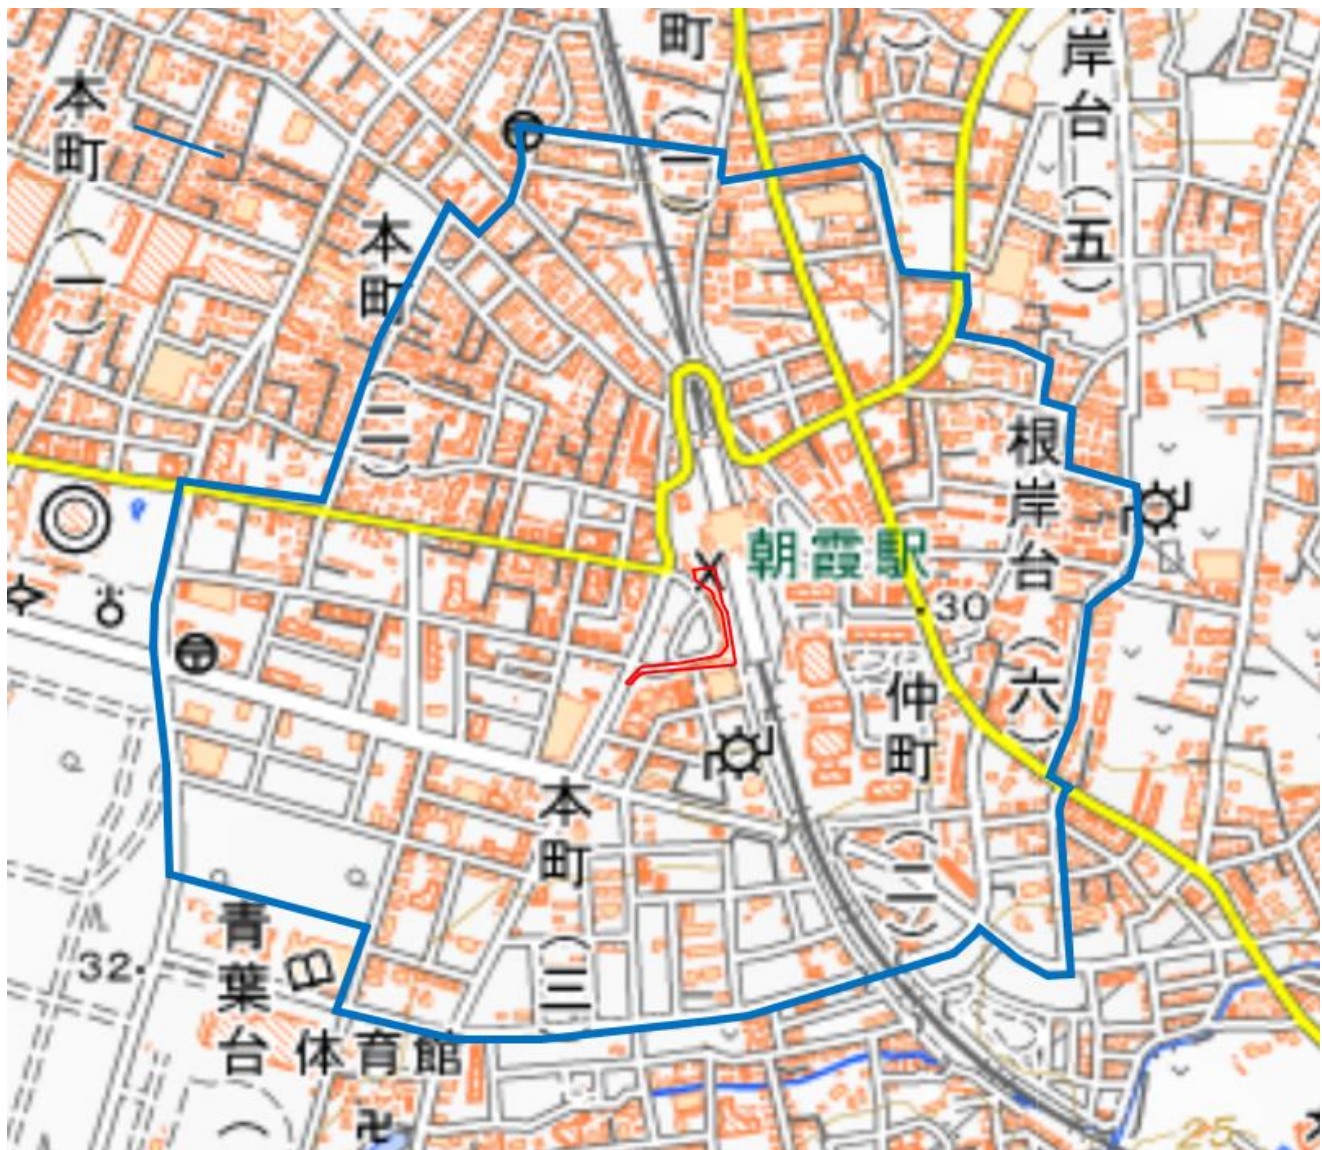 町(一)
根岸台(五)
本町(一)
本町(二)
根岸台(六)
朝霞駅
30
仲町(二)
本町(三)
青葉台(
32
体育館
25